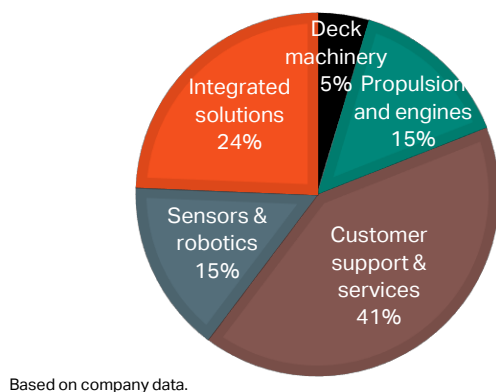 Deck
machinery
5%
Propulsion
and engines
15%
Customer
support &
services
41%
Sensors &
robotics
15%
Integrated
solutions
24%
Based on company data.